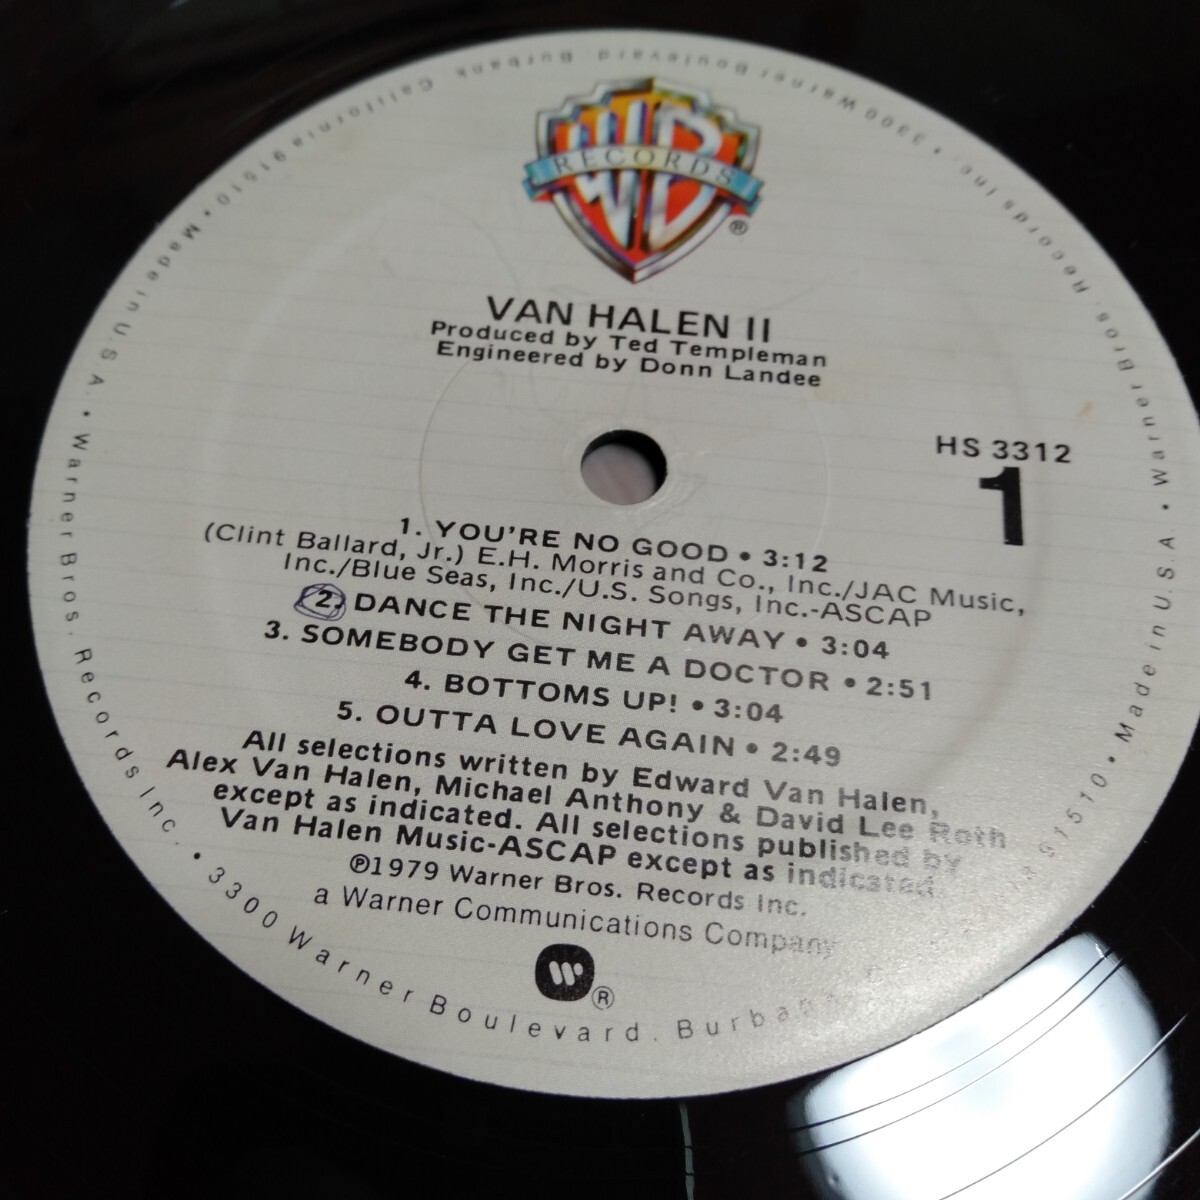 WB
RECORDS
®
VAN HALEN II
Produced by Ted Templeman
Engineered by Donn Landee
HS 3312
1
1. YOU'RE NO GOOD • 3:12
(Clint Ballard, Jr.) E.H. Morris and Co., Inc./JAC Music,
Inc./Blue Seas, Inc./U.S. Songs, Inc.-ASCAP
2. DANCE THE NIGHT AWAY • 3:04
3. SOMEBODY GET ME A DOCTOR • 2:51
4. BOTTOMS UP! • 3:04
5. OUTTA LOVE AGAIN • 2:49
All selections written by Edward Van Halen,
Alex Van Halen, Michael Anthony & David Lee Roth
except as indicated. All selections published by
Van Halen Music-ASCAP except as indicated.
℗1979 Warner Bros. Records Inc.
a Warner Communications Company
®
Warner Bros. Records Inc. • 3300 Warner Boulevard. Burbank, California 91510 • Made in U.S.A. • Warner Bros. Records Inc. • 3300 Warner Boulevard. Burbank 91510 • Made in U.S.A. •